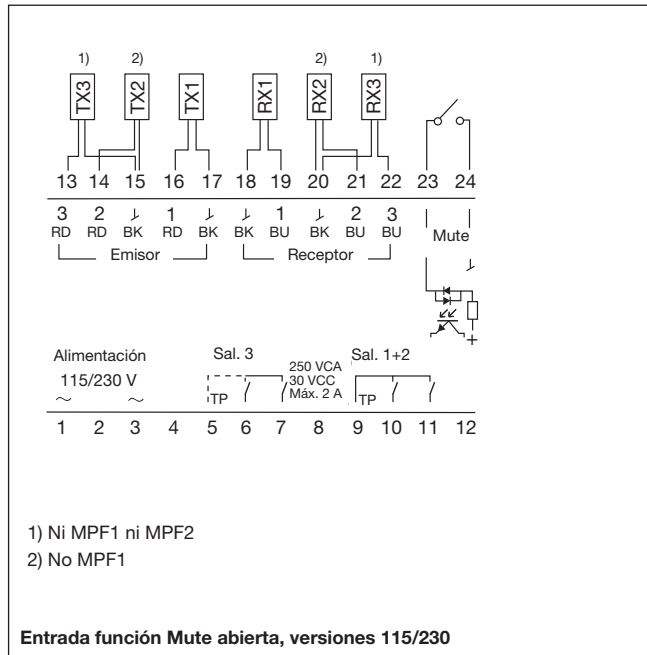 1) 2) 2) 1)
TX3 TX2 TX1 RX1 RX2 RX3
13 14 15 16 17 18 19 20 21 22 23 24
3 2 1 1 2 3
RD RD BK RD BK BK BU BK BU BU Mute
Emisor Receptor
+
Alimentación Sal. 3 Sal. 1+2
115/230 V 250 VCA
30 VCC
Máx. 2 A
~ ~ TP TP
1 2 3 4 5 6 7 8 9 10 11 12
1) Ni MPF1 ni MPF2
2) No MPF1
Entrada función Mute abierta, versiones 115/230